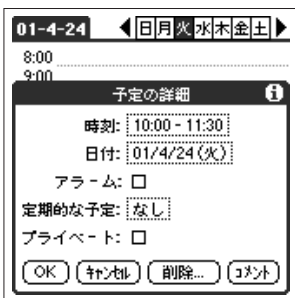 01-4-24 日月火水木金土
8:00
9:00
予定の詳細
時刻: 10:00 - 11:30
日付: 01/4/24 (火)
アラーム: 
定期的な予定: なし
プライベート: 
OK キャンセル 削除... コメント